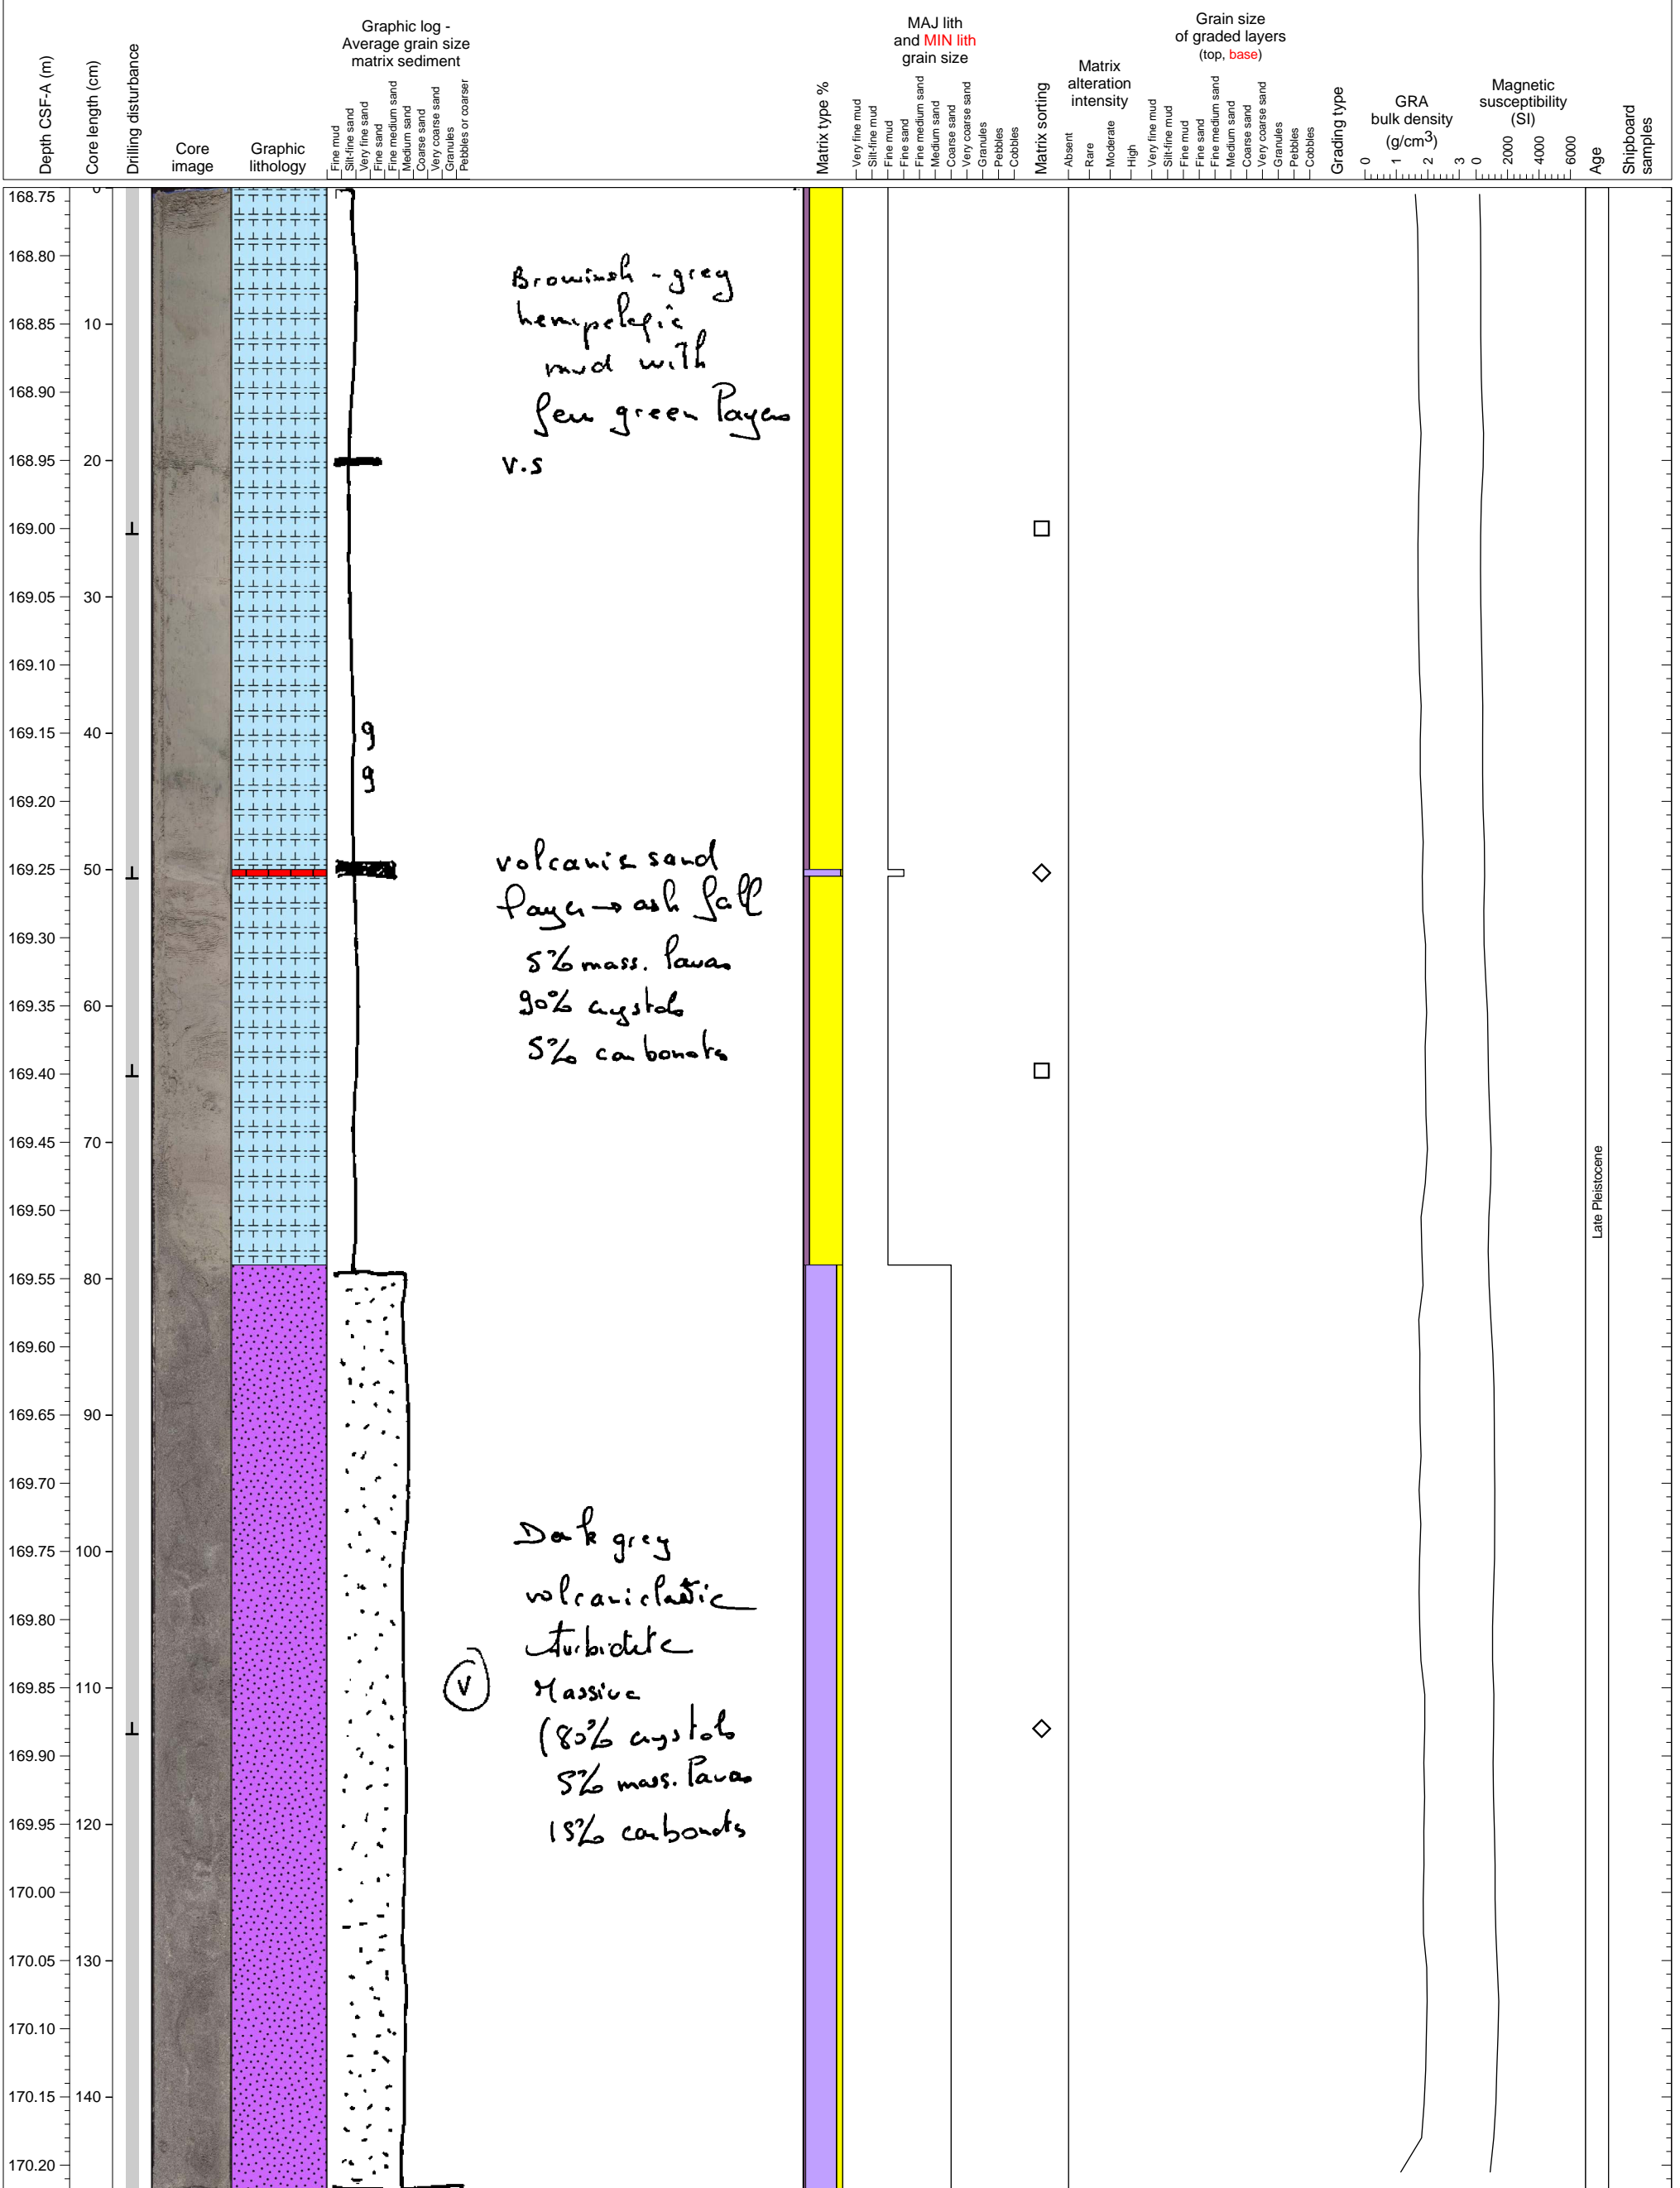 Depth CSF-A (m)
Core length (cm)
Drilling disturbance
Core
image
Graphic
lithology
Graphic log -
Average grain size
matrix sediment
Fine mud
Silt-fine sand
Very fine sand
Fine sand
Fine medium sand
Medium sand
Coarse sand
Very coarse sand
Granules
Pebbles or coarser
Matrix type %
MAJ lith
and MIN lith
grain size
Very fine mud
Silt-fine mud
Fine mud
Fine sand
Fine medium sand
Medium sand
Coarse sand
Very coarse sand
Granules
Pebbles
Cobbles
Matrix sorting
Matrix
alteration
intensity
Absent
Rare
Moderate
High
Grain size
of graded layers
(top, base)
Very fine mud
Silt-fine mud
Fine mud
Fine sand
Fine medium sand
Medium sand
Coarse sand
Very coarse sand
Granules
Pebbles
Cobbles
Grading type
GRA
bulk density
(g/cm3)
0 1 2 3
Magnetic
susceptibility
(SI)
0 2000 4000 6000
Age
Shipboard
samples
168.75
168.80
168.85
168.90
168.95
169.00
169.05
169.10
169.15
169.20
169.25
169.30
169.35
169.40
169.45
169.50
169.55
169.60
169.65
169.70
169.75
169.80
169.85
169.90
169.95
170.00
170.05
170.10
170.15
170.20
0
10
20
30
40
50
60
70
80
90
100
110
120
130
140
Browinsh - grey
hemipelagic
mud with
few green layers
v.s
g
g
volcanic sand
layer → ash fall
5% mass. lavas
90% crystals
5% carbonates
Dark grey
volcaniclastic
turbidite
V
Massive
(80% crystals
5% mass. lavas
15% carbonates
Late Pleistocene